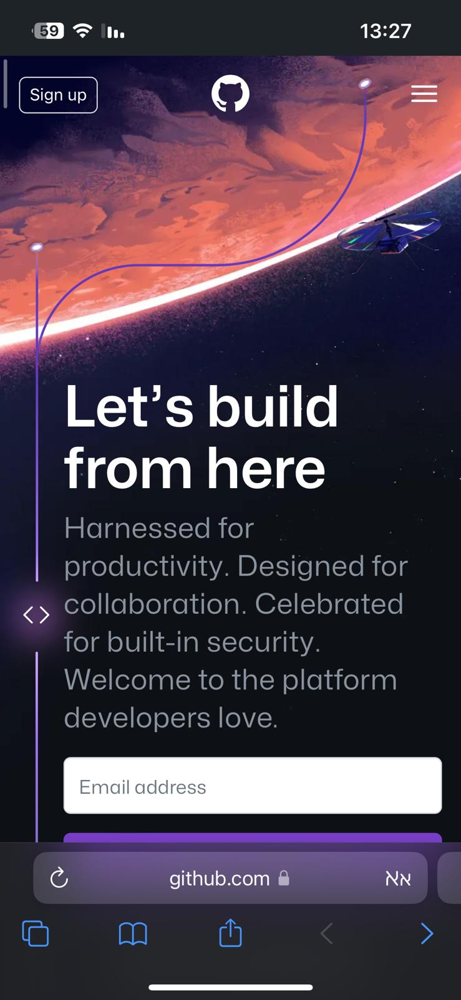 59
13:27
Sign up
Let’s build
from here
Harnessed for
productivity. Designed for
collaboration. Celebrated
for built-in security.
Welcome to the platform
developers love.
Email address
github.com
אא